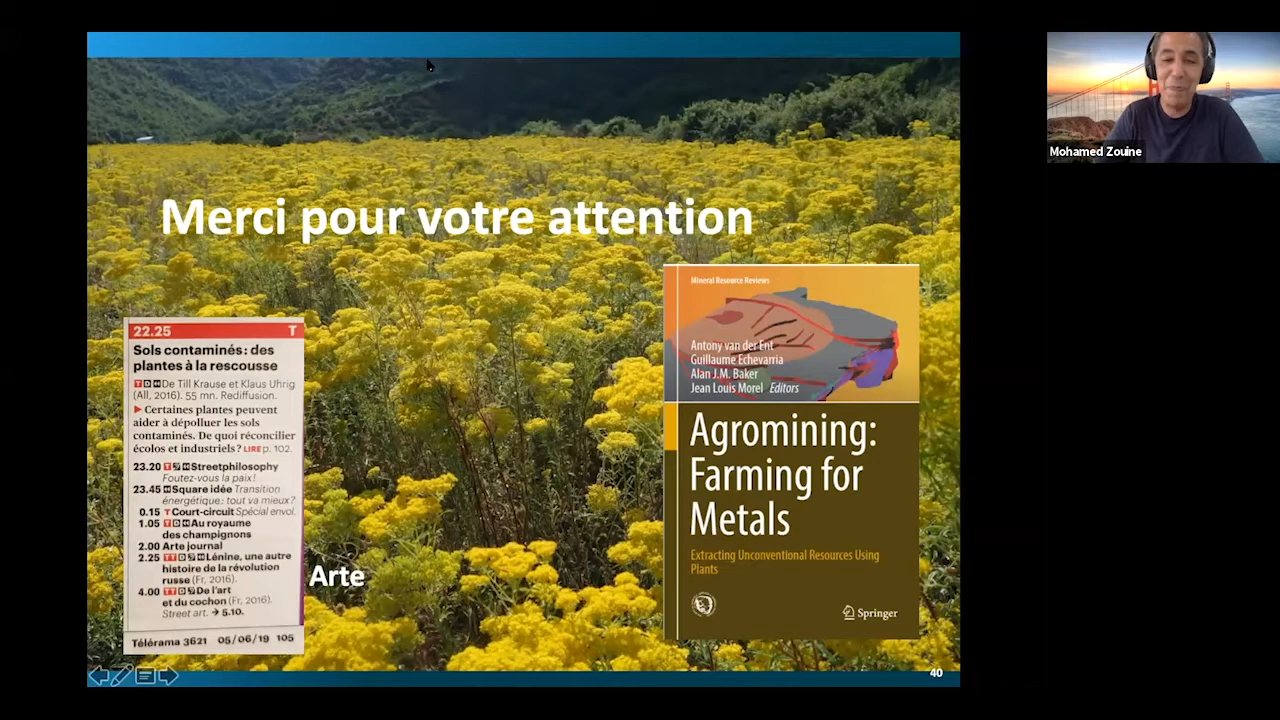 Merci pour votre attention
22.25 T
Sols contaminés : des
plantes à la rescousse
De Till Krause et Klaus Uhrig
(All, 2016). 55 mn. Rediffusion.
Certaines plantes peuvent
aider à dépolluer les sols
contaminés. De quoi réconcilier
écolos et industriels ? LIRE p. 102.
23.20 Streetphilosophy
Foutez-vous la paix !
23.45 Square idée Transition
énergétique : tout va mieux ?
0.15 T Court-circuit Spécial envol.
1.05 T Au royaume
des champignons
2.00 Arte journal
2.25 TT Lénine, une autre
histoire de la révolution
russe (Fr, 2016).
4.00 TT De l'art
et du cochon (Fr, 2016).
Street art. → 5.10.
Télérama 3621 05/06/19 105
Arte
Mineral Resource Reviews
Antony van der Ent
Guillaume Echevarria
Alan J.M. Baker
Jean Louis Morel Editors
Agromining:
Farming for
Metals
Extracting Unconventional Resources Using
Plants
Springer
40
Mohamed Zouine